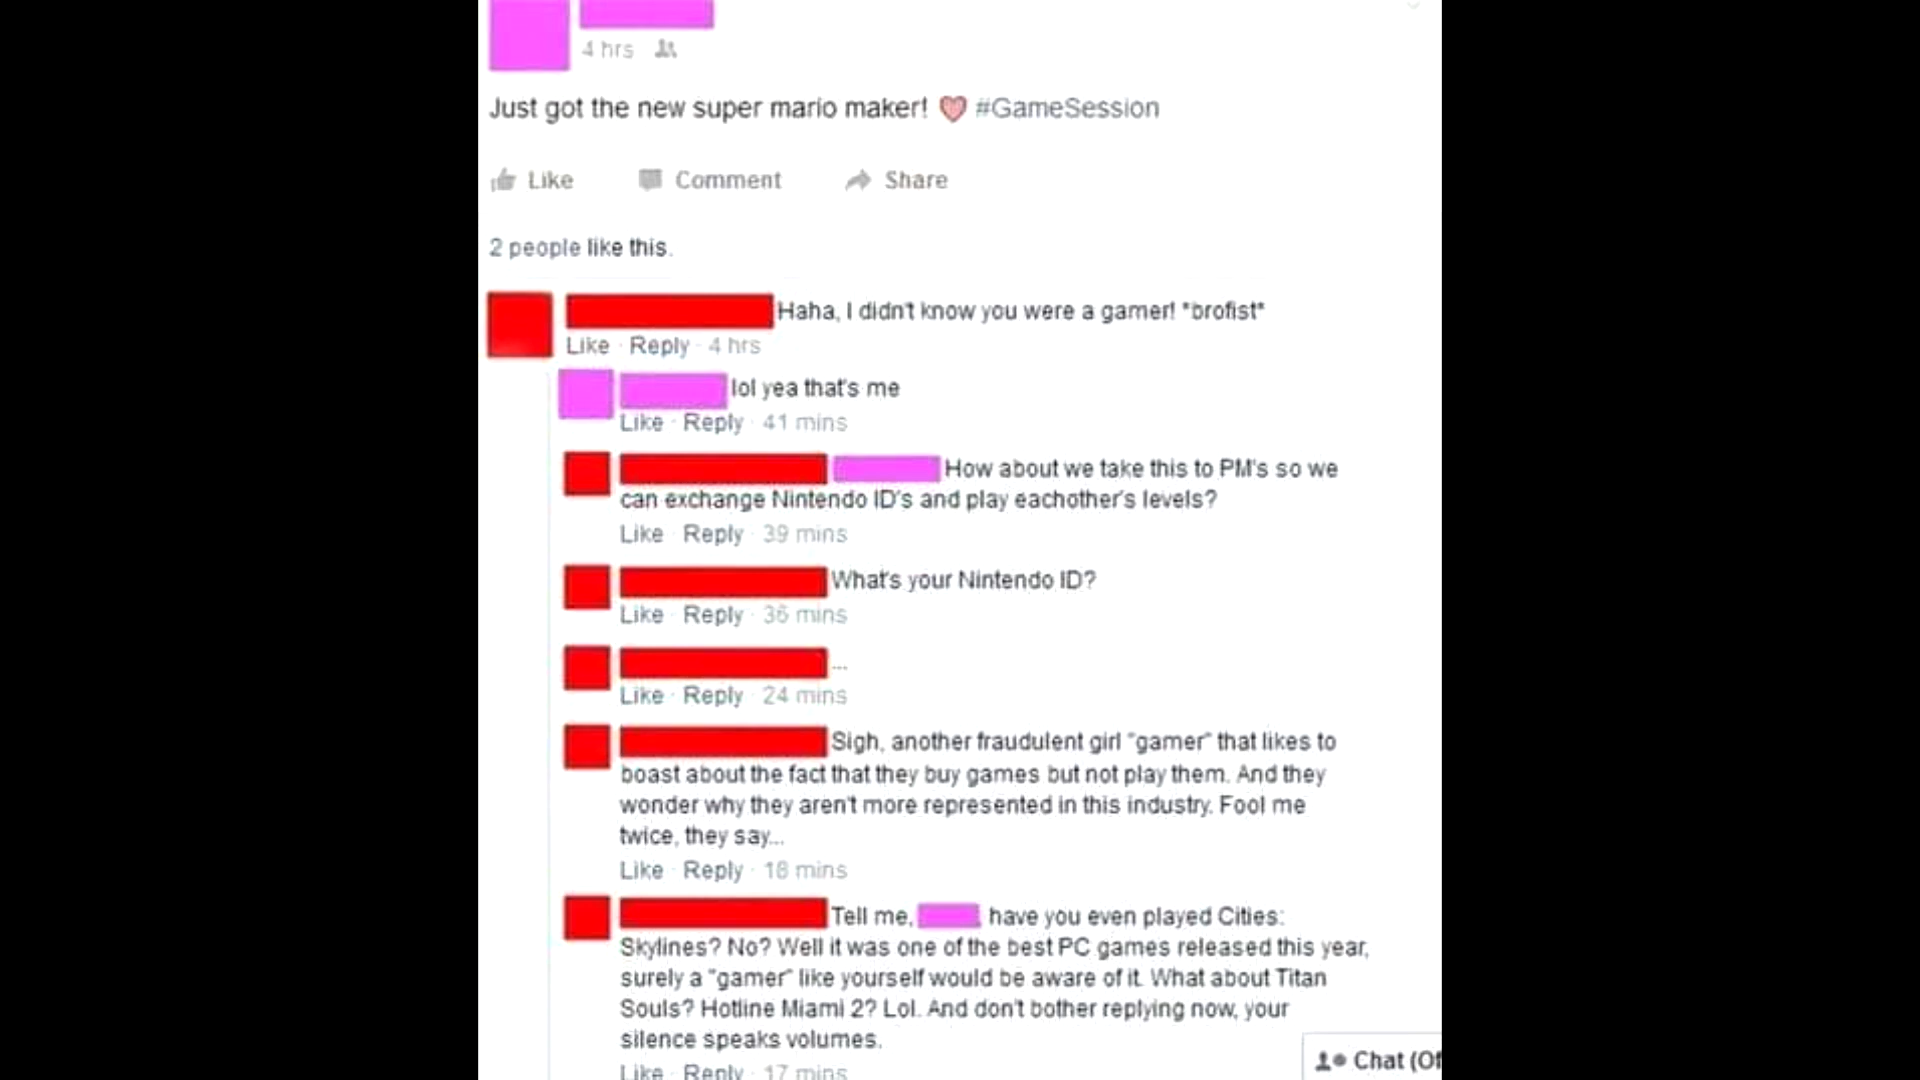 4 hrs
Just got the new super mario maker! #GameSession
Like Comment Share
2 people like this.
Haha, I didn't know you were a gamer! *brofist*
Like · Reply · 4 hrs
lol yea that's me
Like · Reply · 41 mins
How about we take this to PM's so we
can exchange Nintendo ID's and play eachother's levels?
Like · Reply · 39 mins
What's your Nintendo ID?
Like · Reply · 36 mins
...
Like · Reply · 24 mins
Sigh, another fraudulent girl "gamer" that likes to
boast about the fact that they buy games but not play them. And they
wonder why they aren't more represented in this industry. Fool me
twice, they say...
Like · Reply · 18 mins
Tell me, have you even played Cities:
Skylines? No? Well it was one of the best PC games released this year,
surely a "gamer" like yourself would be aware of it. What about Titan
Souls? Hotline Miami 2? Lol. And don't bother replying now, your
silence speaks volumes.
Like · Reply · 17 mins
Chat (Of